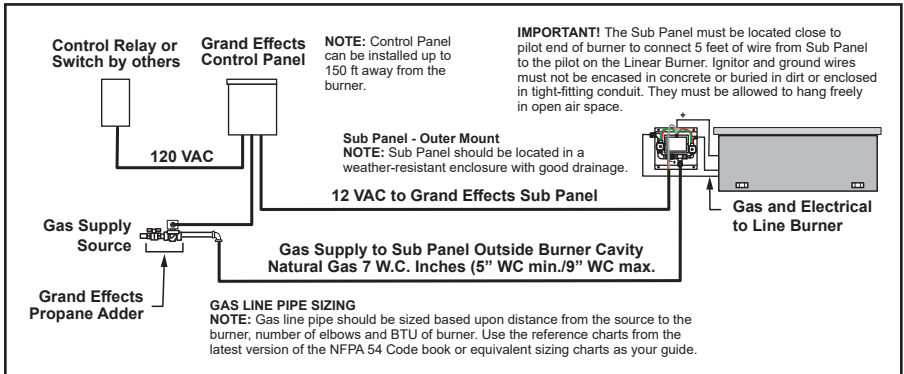 Control Relay or
Switch by others
Grand Effects
Control Panel
NOTE: Control Panel
can be installed up to
150 ft away from the
burner.
IMPORTANT! The Sub Panel must be located close to
pilot end of burner to connect 5 feet of wire from Sub Panel
to the pilot on the Linear Burner. Ignitor and ground wires
must not be encased in concrete or buried in dirt or enclosed
in tight-fitting conduit. They must be allowed to hang freely
in open air space.
120 VAC
Sub Panel - Outer Mount
NOTE: Sub Panel should be located in a
weather-resistant enclosure with good drainage.
12 VAC to Grand Effects Sub Panel
Gas and Electrical
to Line Burner
Gas Supply
Source
Gas Supply to Sub Panel Outside Burner Cavity
Natural Gas 7 W.C. Inches (5” WC min./9” WC max.
Grand Effects
Propane Adder
GAS LINE PIPE SIZING
NOTE: Gas line pipe should be sized based upon distance from the source to the
burner, number of elbows and BTU of burner. Use the reference charts from the
latest version of the NFPA 54 Code book or equivalent sizing charts as your guide.